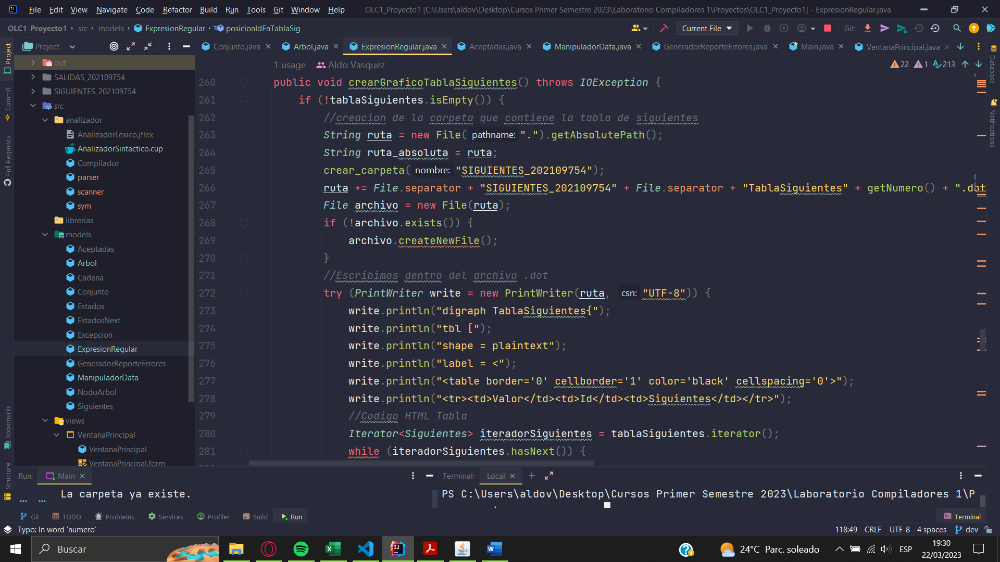 File Edit View Navigate Code Refactor Build Run Tools Git Window Help OLC1_Proyecto1 [C:\Users\aldov\Desktop\Cursos Primer Semestre 2023\Laboratorio Compiladores 1\Proyectos\OLC1_Proyecto1] - ExpresionRegular.java
OLC1_Proyecto1 › src › models › ExpresionRegular › posicionIdEnTablaSig Current File Git:
Project Conjunto.java Arbol.java ExpresionRegular.java Aceptadas.java ManipuladorData.java GeneradorReporteErrores.java Main.java VentanaPrincipal.java
Project
Commit
Pull Requests
Bookmarks
Structure
Database
Notifications
out
SALIDAS_202109754
SIGUIENTES_202109754
src
analizador
AnalizadorLexico.jflex
AnalizadorSintactico.cup
Compilador
parser
scanner
sym
librerias
models
Aceptadas
Arbol
Cadena
Conjunto
Estados
EstadosNext
Excepcion
ExpresionRegular
GeneradorReporteErrores
ManipuladorData
NodoArbol
Siguientes
views
VentanaPrincipal
VentanaPrincipal
VentanaPrincipal.form
1 usage Aldo Vasquez
22 1 213
260 public void crearGraficoTablaSiguientes() throws IOException {
261 if (!tablaSiguientes.isEmpty()) {
262 //creacion de la carpeta que contiene la tabla de siguientes
263 String ruta = new File( pathname: ".").getAbsolutePath();
264 String ruta_absoluta = ruta;
265 crear_carpeta( nombre: "SIGUIENTES_202109754");
266 ruta += File.separator + "SIGUIENTES_202109754" + File.separator + "TablaSiguientes" + getNumero() + ".dot
267 File archivo = new File(ruta);
268 if (!archivo.exists()) {
269 archivo.createNewFile();
270 }
271 //Escribimos dentro del archivo .dot
272 try (PrintWriter write = new PrintWriter(ruta, csn: "UTF-8")) {
273 write.println("digraph TablaSiguientes{");
274 write.println("tbl [");
275 write.println("shape = plaintext");
276 write.println("label = <");
277 write.println("<table border='0' cellborder='1' color='black' cellspacing='0'>");
278 write.println("<tr><td>Valor</td><td>Id</td><td>Siguientes</td></tr>");
279 //Codigo HTML Tabla
280 Iterator<Siguientes> iteradorSiguientes = tablaSiguientes.iterator();
281 while (iteradorSiguientes.hasNext()) {
Run: Main
La carpeta ya existe.
Terminal: Local
PS C:\Users\aldov\Desktop\Cursos Primer Semestre 2023\Laboratorio Compiladores 1\P
Git TODO Problems Services Profiler Build Run Terminal
Typo: In word 'numero' 118:49 CRLF UTF-8 4 spaces dev
Buscar 24°C Parc. soleado ESP 19:30
22/03/2023